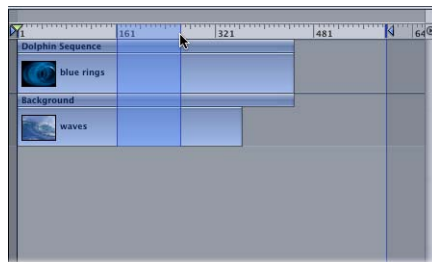 1 161 321 481 64
Dolphin Sequence
blue rings
Background
waves